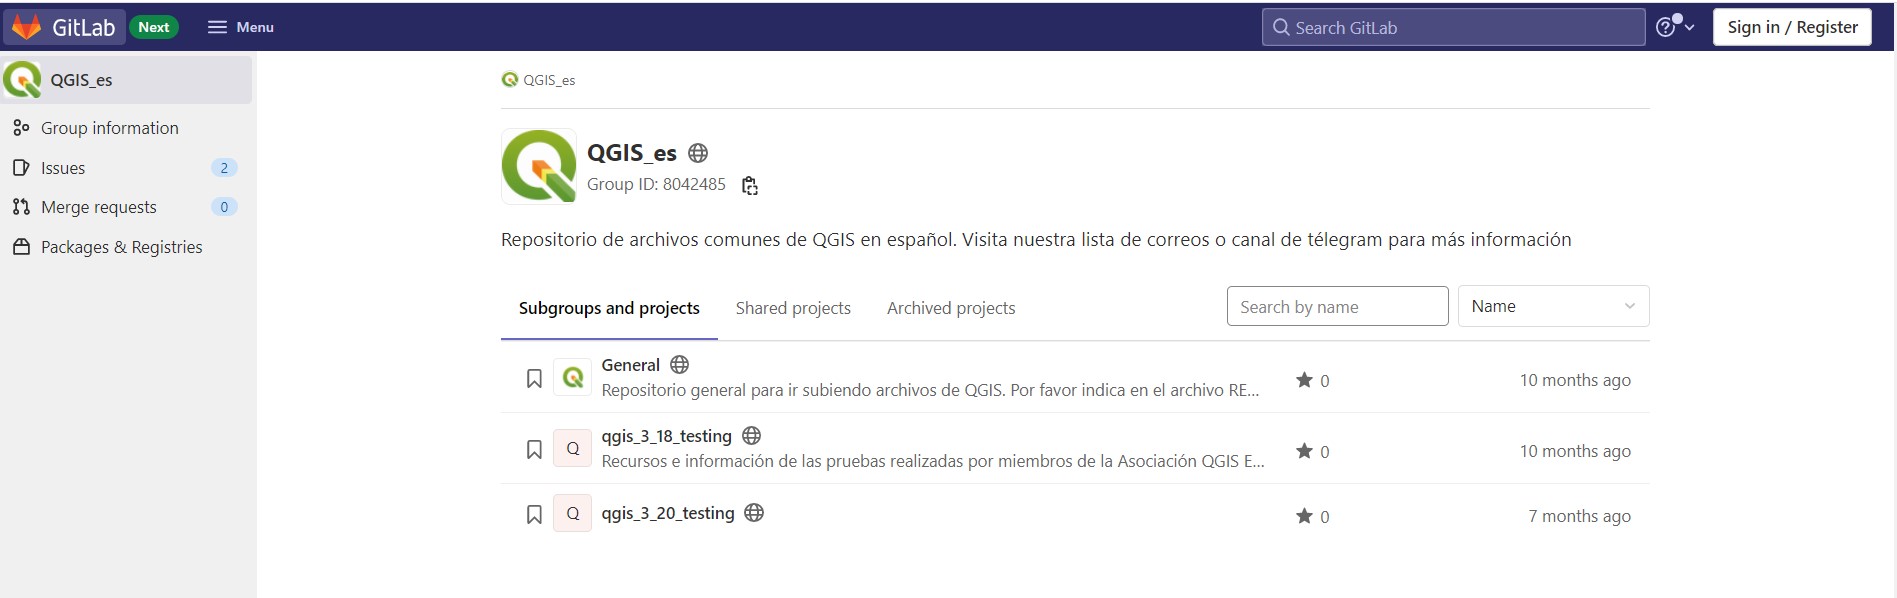 GitLab Next Menu Search GitLab Sign in / Register
QGIS_es
Group information
Issues 2
Merge requests 0
Packages & Registries
QGIS_es
QGIS_es
Group ID: 8042485
Repositorio de archivos comunes de QGIS en español. Visita nuestra lista de correos o canal de télegram para más información
Subgroups and projects Shared projects Archived projects Search by name Name
General
Repositorio general para ir subiendo archivos de QGIS. Por favor indica en el archivo RE... 0 10 months ago
Q qgis_3_18_testing
Recursos e información de las pruebas realizadas por miembros de la Asociación QGIS E... 0 10 months ago
Q qgis_3_20_testing 0 7 months ago